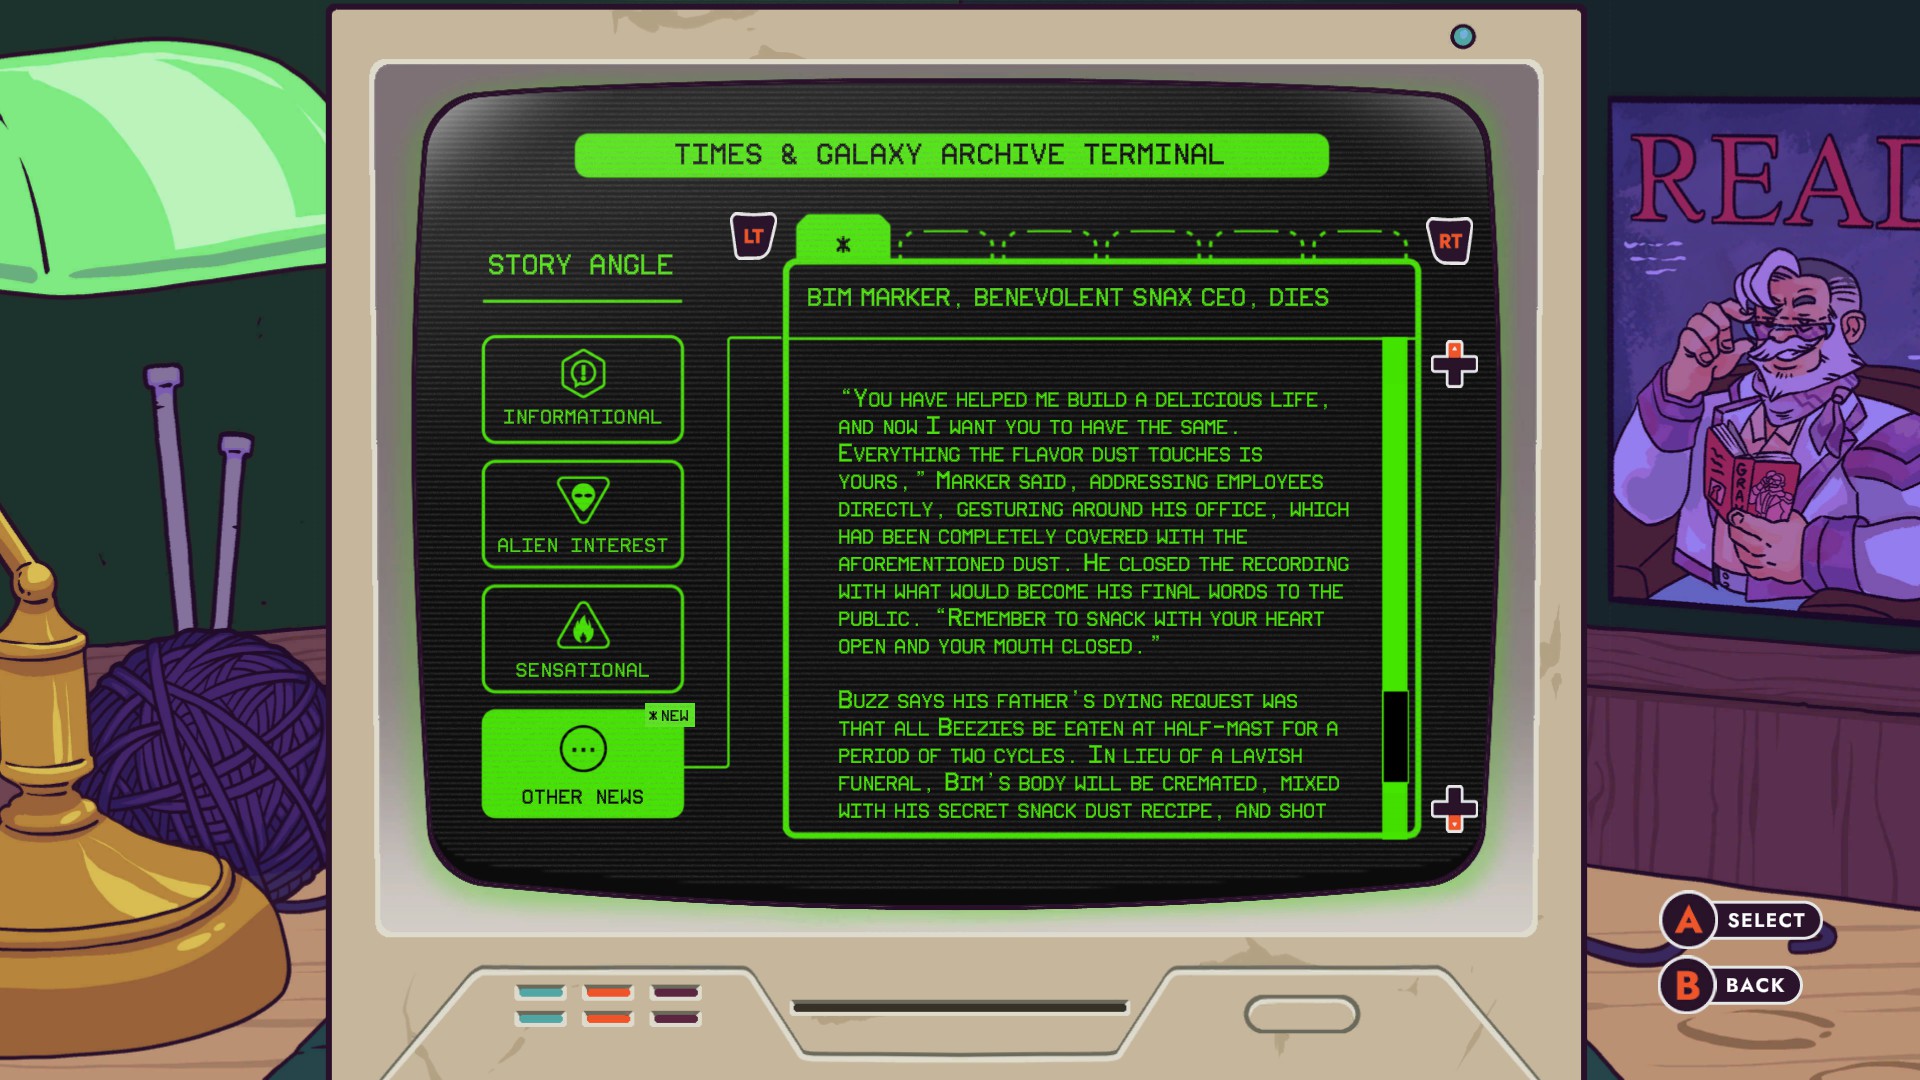 TIMES & GALAXY ARCHIVE TERMINAL
READ
LT
*
RT
STORY ANGLE
BIM MARKER, BENEVOLENT SNAX CEO, DIES
INFORMATIONAL
ALIEN INTEREST
SENSATIONAL
* NEW
OTHER NEWS
“YOU HAVE HELPED ME BUILD A DELICIOUS LIFE,
AND NOW I WANT YOU TO HAVE THE SAME.
EVERYTHING THE FLAVOR DUST TOUCHES IS
YOURS,” MARKER SAID, ADDRESSING EMPLOYEES
DIRECTLY, GESTURING AROUND HIS OFFICE, WHICH
HAD BEEN COMPLETELY COVERED WITH THE
AFOREMENTIONED DUST. HE CLOSED THE RECORDING
WITH WHAT WOULD BECOME HIS FINAL WORDS TO THE
PUBLIC. “REMEMBER TO SNACK WITH YOUR HEART
OPEN AND YOUR MOUTH CLOSED.”
BUZZ SAYS HIS FATHER'S DYING REQUEST WAS
THAT ALL BEEZIES BE EATEN AT HALF-MAST FOR A
PERIOD OF TWO CYCLES. IN LIEU OF A LAVISH
FUNERAL, BIM'S BODY WILL BE CREMATED, MIXED
WITH HIS SECRET SNACK DUST RECIPE, AND SHOT
A SELECT
B BACK